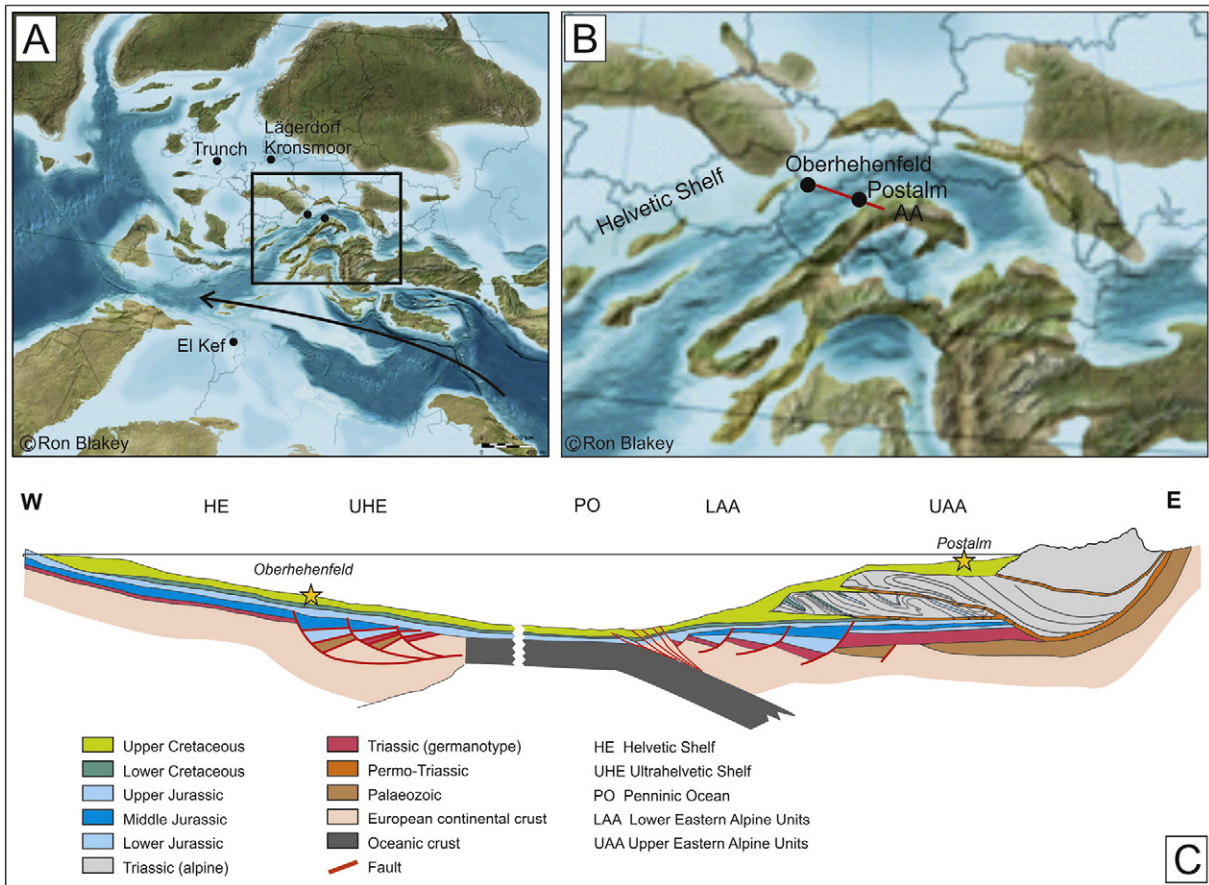 A
Lägerdorf
Kronsmoor
Trunch
El Kef
©Ron Blakey
0
B
Oberhehenfeld
Postalm
AA
Helvetic Shelf
©Ron Blakey
W HE UHE PO LAA UAA E
Oberhehenfeld
Postalm
Upper Cretaceous
Lower Cretaceous
Upper Jurassic
Middle Jurassic
Lower Jurassic
Triassic (alpine)
Triassic (germanotype)
Permo-Triassic
Palaeozoic
European continental crust
Oceanic crust
Fault
HE Helvetic Shelf
UHE Ultrahelvetic Shelf
PO Penninic Ocean
LAA Lower Eastern Alpine Units
UAA Upper Eastern Alpine Units
C